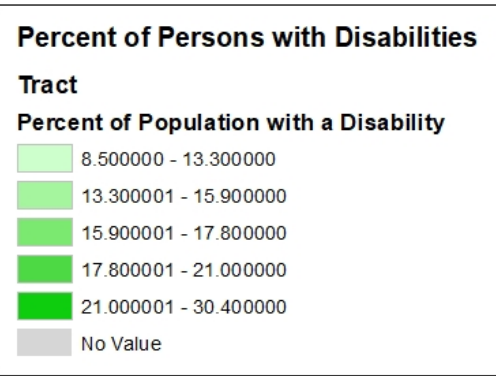 Percent of Persons with Disabilities
Tract
Percent of Population with a Disability
8.500000 - 13.300000
13.300001 - 15.900000
15.900001 - 17.800000
17.800001 - 21.000000
21.000001 - 30.400000
No Value